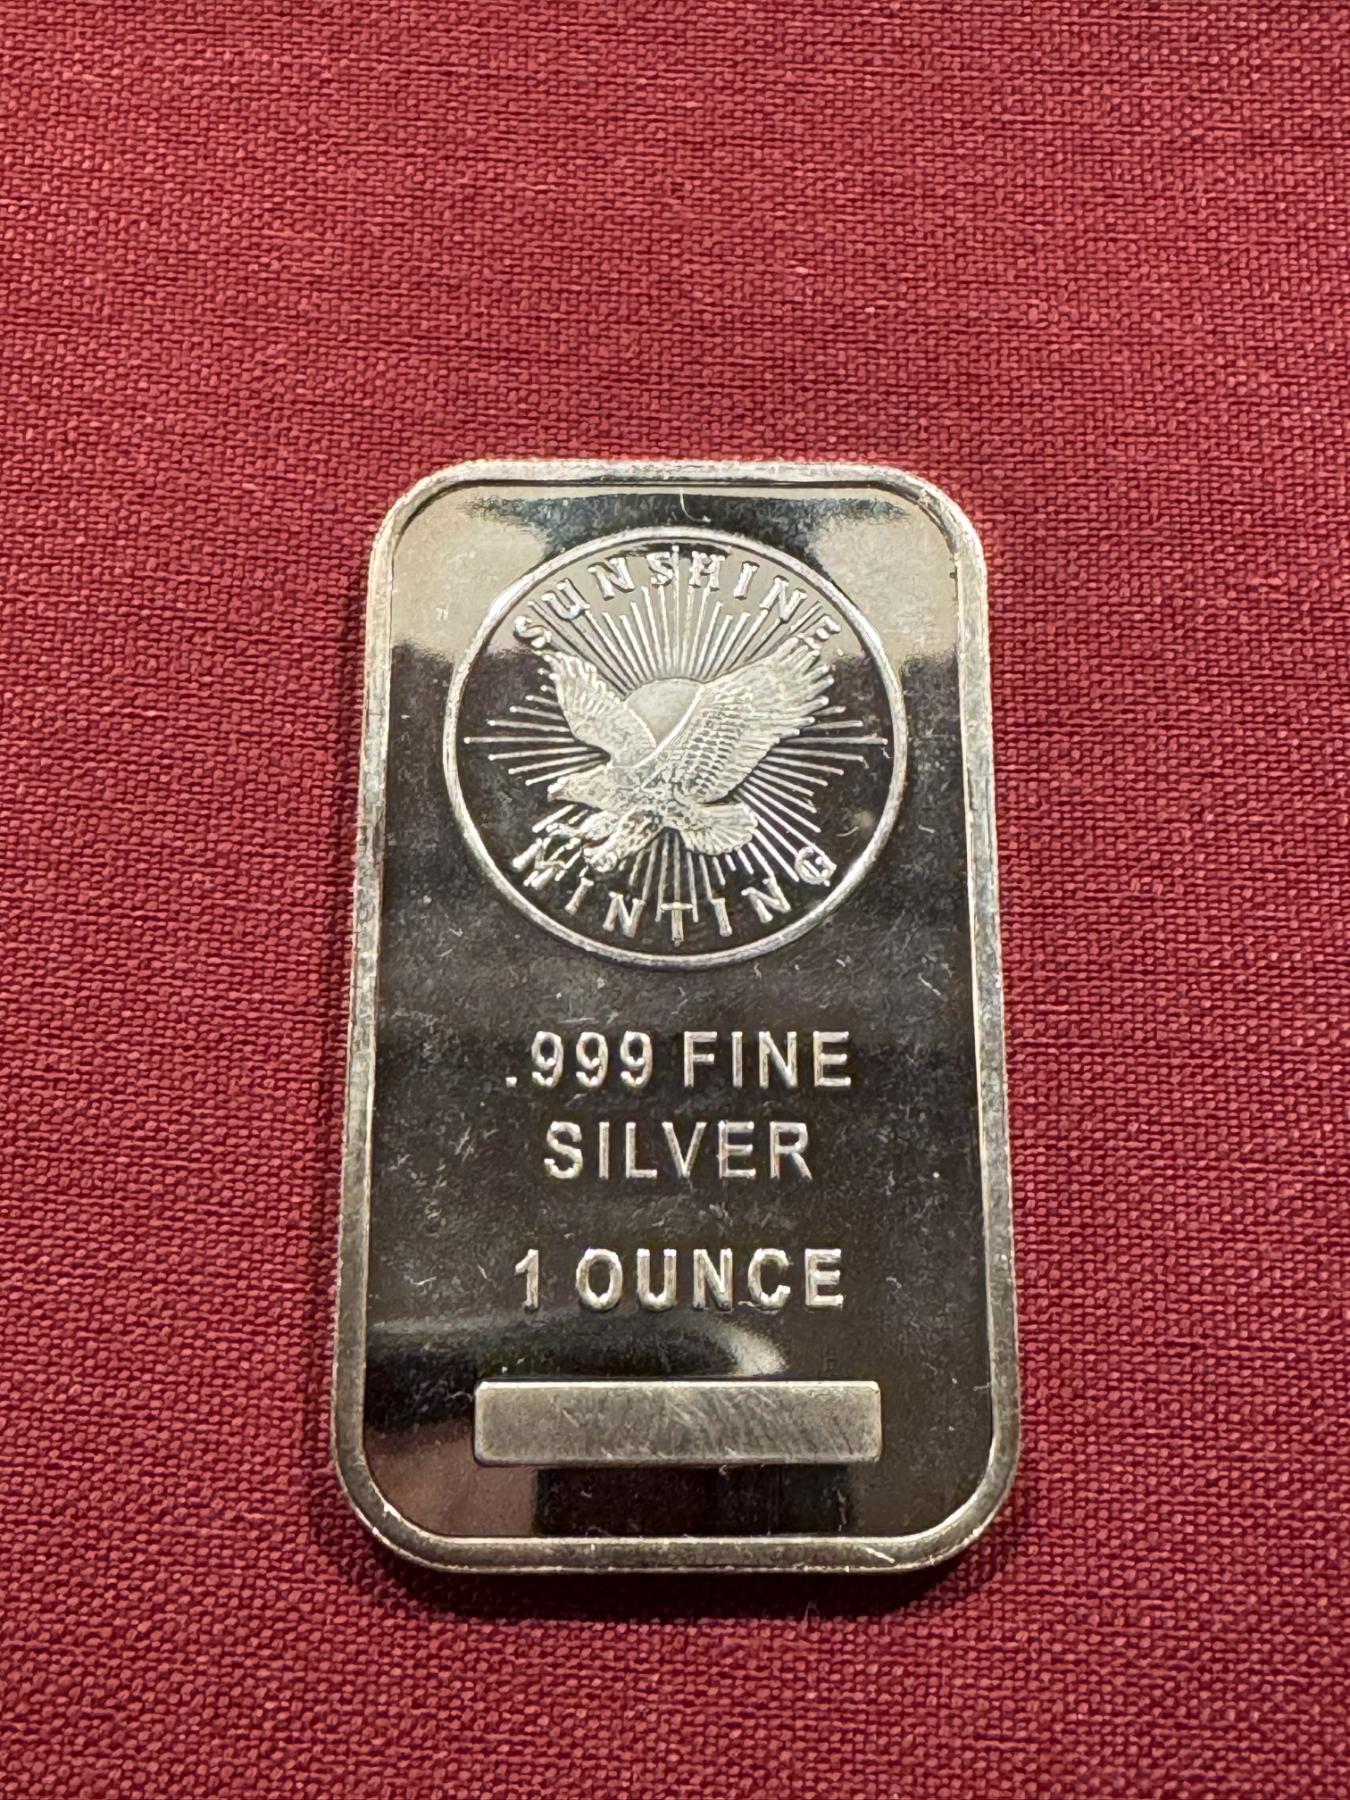 SUNSHINE
MINTING
.999 FINE
SILVER
1 OUNCE